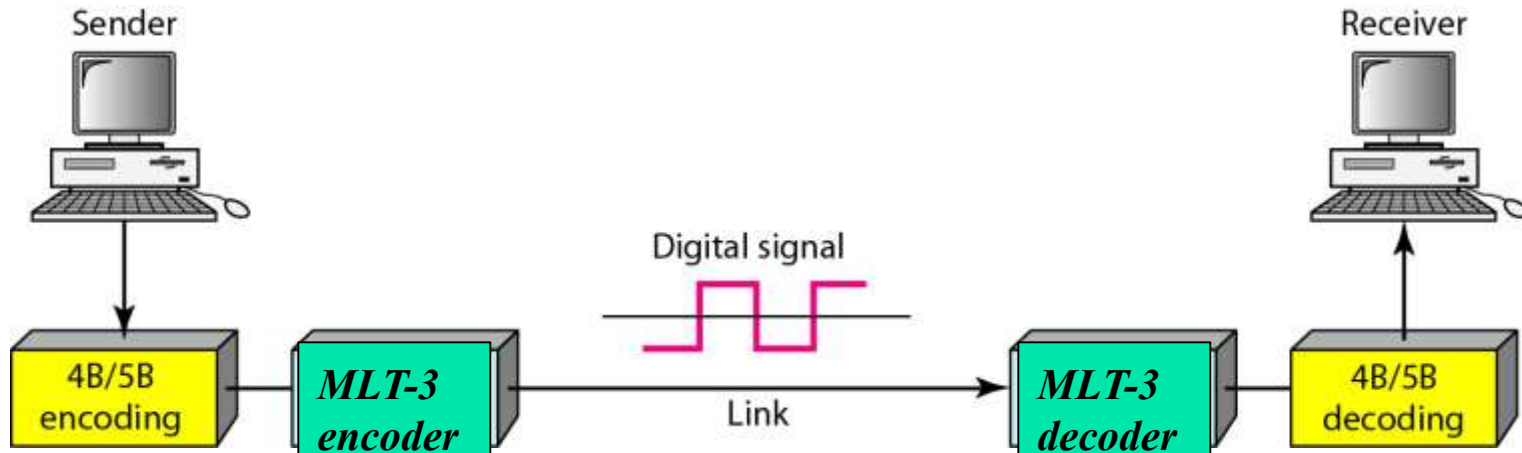 Sender
Receiver
Digital signal
4B/5B
encoding
MLT-3
encoder
Link
MLT-3
decoder
4B/5B
decoding